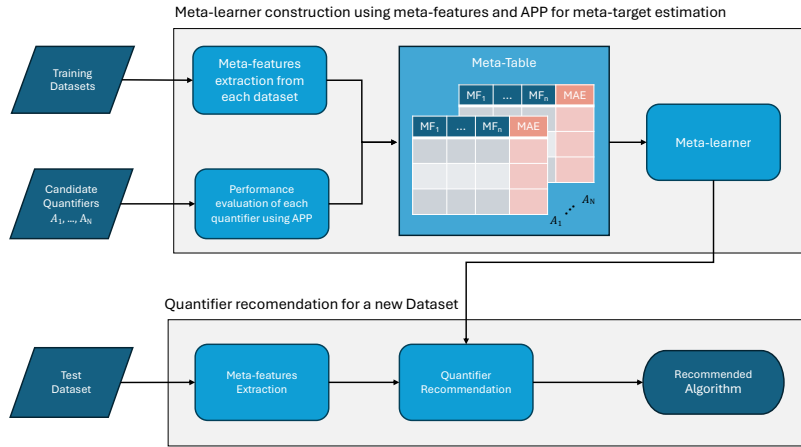 Meta-learner construction using meta-features and APP for meta-target estimation
Training
Datasets
Meta-features
extraction from
each dataset
Meta-Table
MF1 ... MFn MAE
MF1 ... MFn MAE
A1 ... AN
Meta-learner
Candidate
Quantifiers
A1, ..., AN
Performance
evaluation of each
quantifier using APP
Quantifier recomendation for a new Dataset
Test
Dataset
Meta-features
Extraction
Quantifier
Recommendation
Recommended
Algorithm